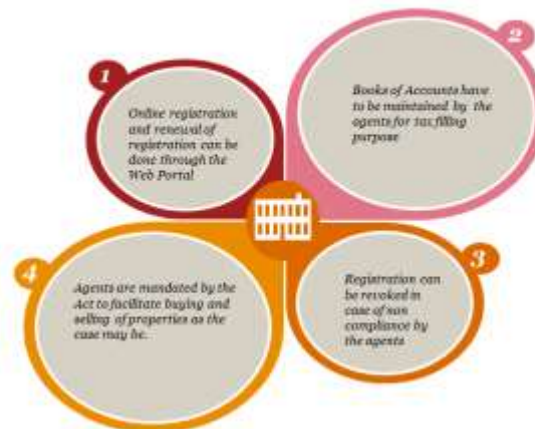 1
Online registration
and renewal of
registration can be
done through the
Web Portal
2
Books of Accounts have
to be maintained by the
agents for tax filling
purpose
3
Registration can
be revoked in
case of non
compliance by
the agents
4
Agents are mandated by the
Act to facilitate buying and
selling of properties as the
case may be.